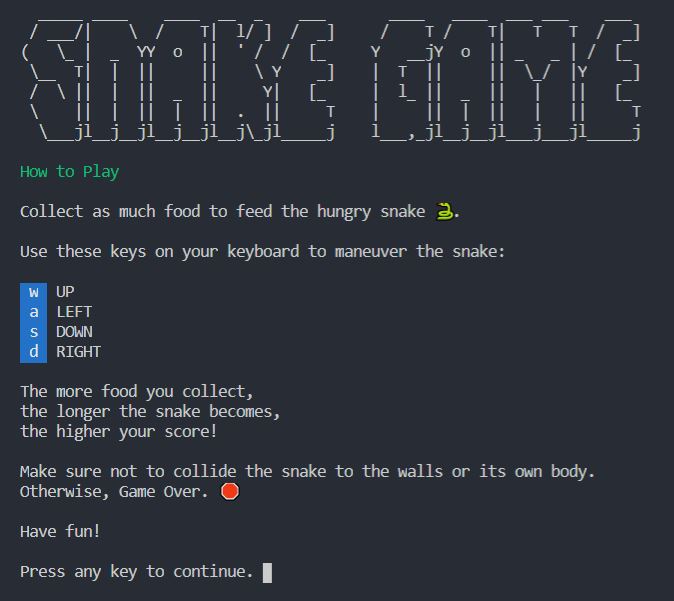 SNAKE GAME
How to Play
Collect as much food to feed the hungry snake 🐍.
Use these keys on your keyboard to maneuver the snake:
w UP
a LEFT
s DOWN
d RIGHT
The more food you collect,
the longer the snake becomes,
the higher your score!
Make sure not to collide the snake to the walls or its own body.
Otherwise, Game Over. 🛑
Have fun!
Press any key to continue.